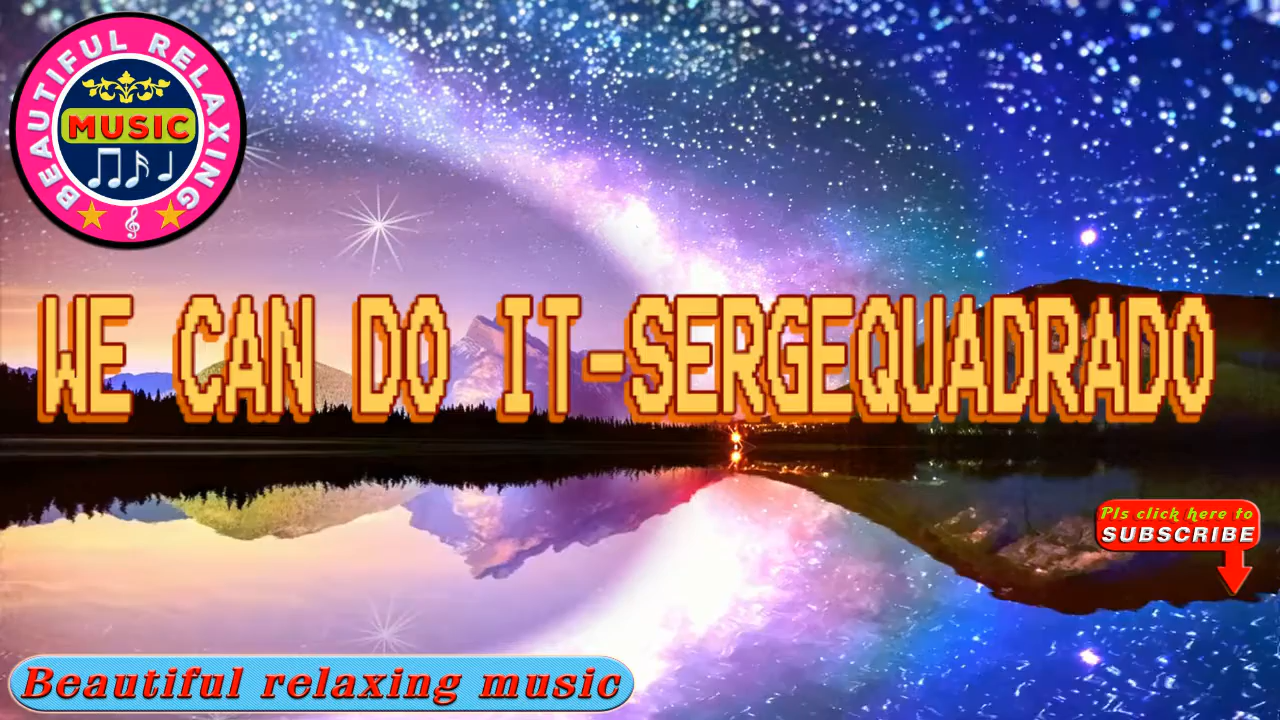 BEAUTIFUL RELAXING
MUSIC
WE CAN DO IT-SERGEQUADRADO
Pls click here to
SUBSCRIBE
Beautiful relaxing music